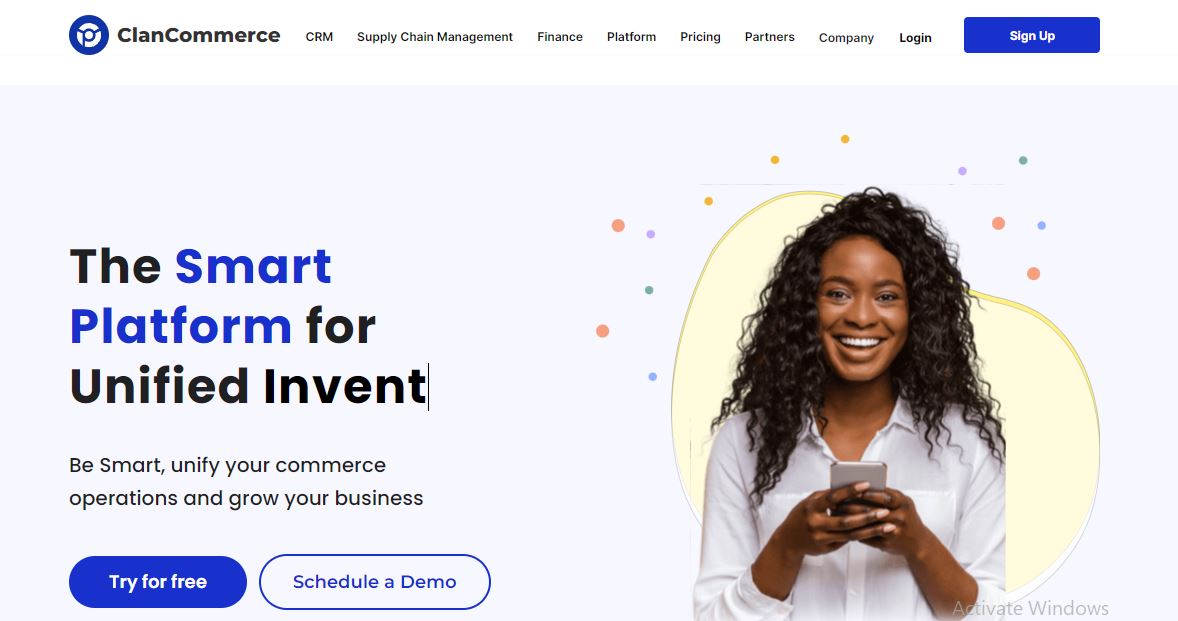 ClanCommerce
CRM
Supply Chain Management
Finance
Platform
Pricing
Partners
Company
Login
Sign Up
The Smart
Platform for
Unified Invent
Be Smart, unify your commerce
operations and grow your business
Try for free
Schedule a Demo
Activate Windows